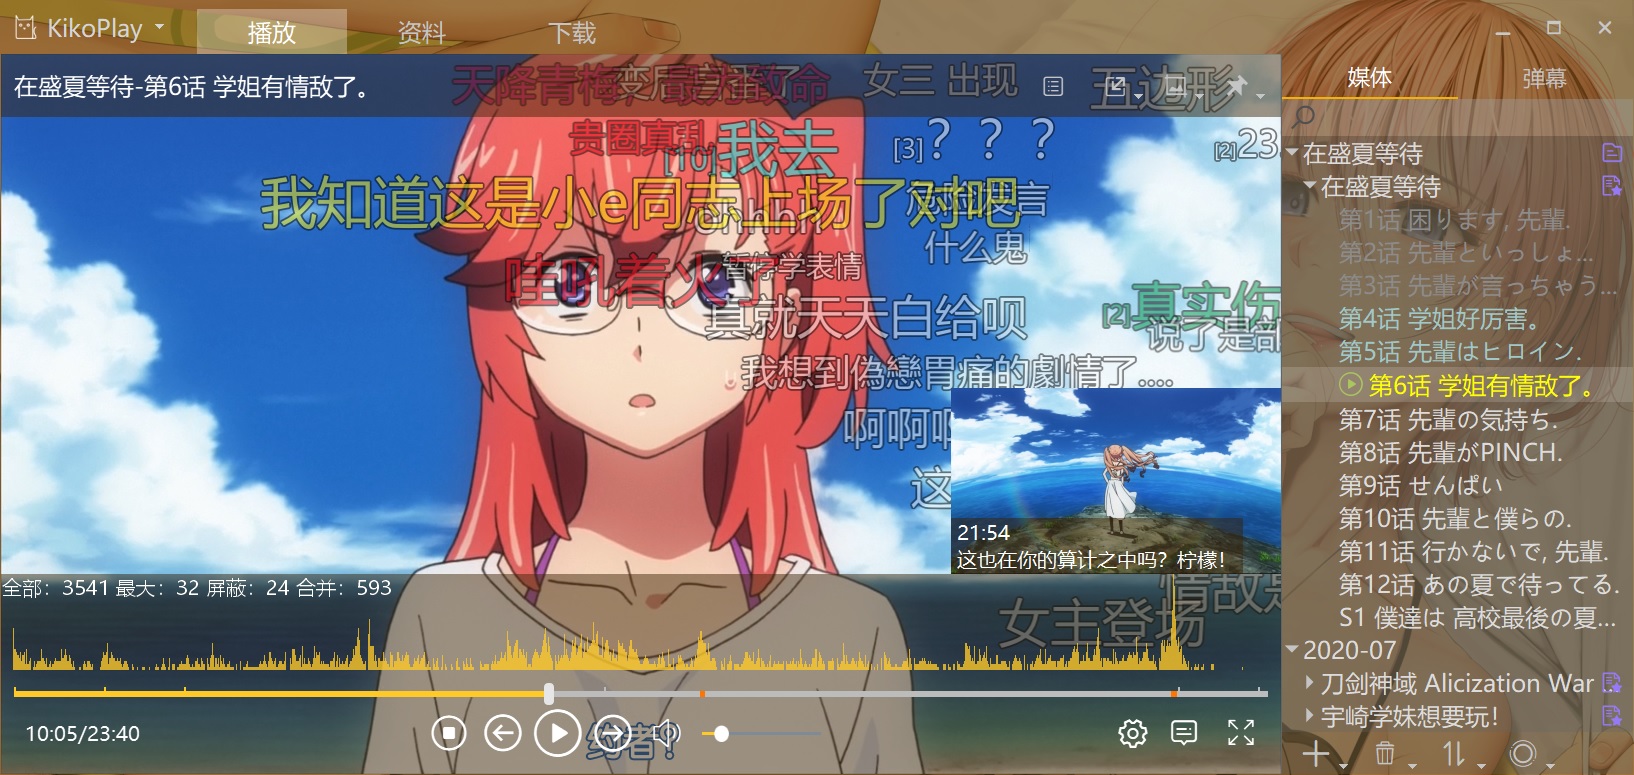 KikoPlay
播放
资料
下载
在盛夏等待-第6话 学姐有情敌了。
天降青梅，最为致命
女三 出现
五边形
贵圈真乱
[10]我去
[3]？？？
[2]23.
我知道这是小e同志上场了对吧
危险发言
什么鬼
暂停学表情
哇吼着火
真就天天白给呗
[2]真实伤
说了是部
我想到偽戀胃痛的劇情了....
啊啊啊
这
21:54
这也在你的算计之中吗？柠檬！
全部：3541 最大：32 屏蔽：24 合并：593
情敌是
女主登场
约者！
10:05/23:40
媒体
弹幕
在盛夏等待
在盛夏等待
第1话 困ります, 先輩.
第2话 先輩といっしょ...
第3话 先輩が言っちゃう...
第4话 学姐好厉害。
第5话 先輩はヒロイン.
第6话 学姐有情敌了。
第7话 先輩の気持ち.
第8话 先輩がPINCH.
第9话 せんぱい
第10话 先輩と僕らの.
第11话 行かないで, 先輩.
第12话 あの夏で待ってる.
S1 僕達は 高校最後の夏...
2020-07
刀剑神域 Alicization War ...
宇崎学妹想要玩！